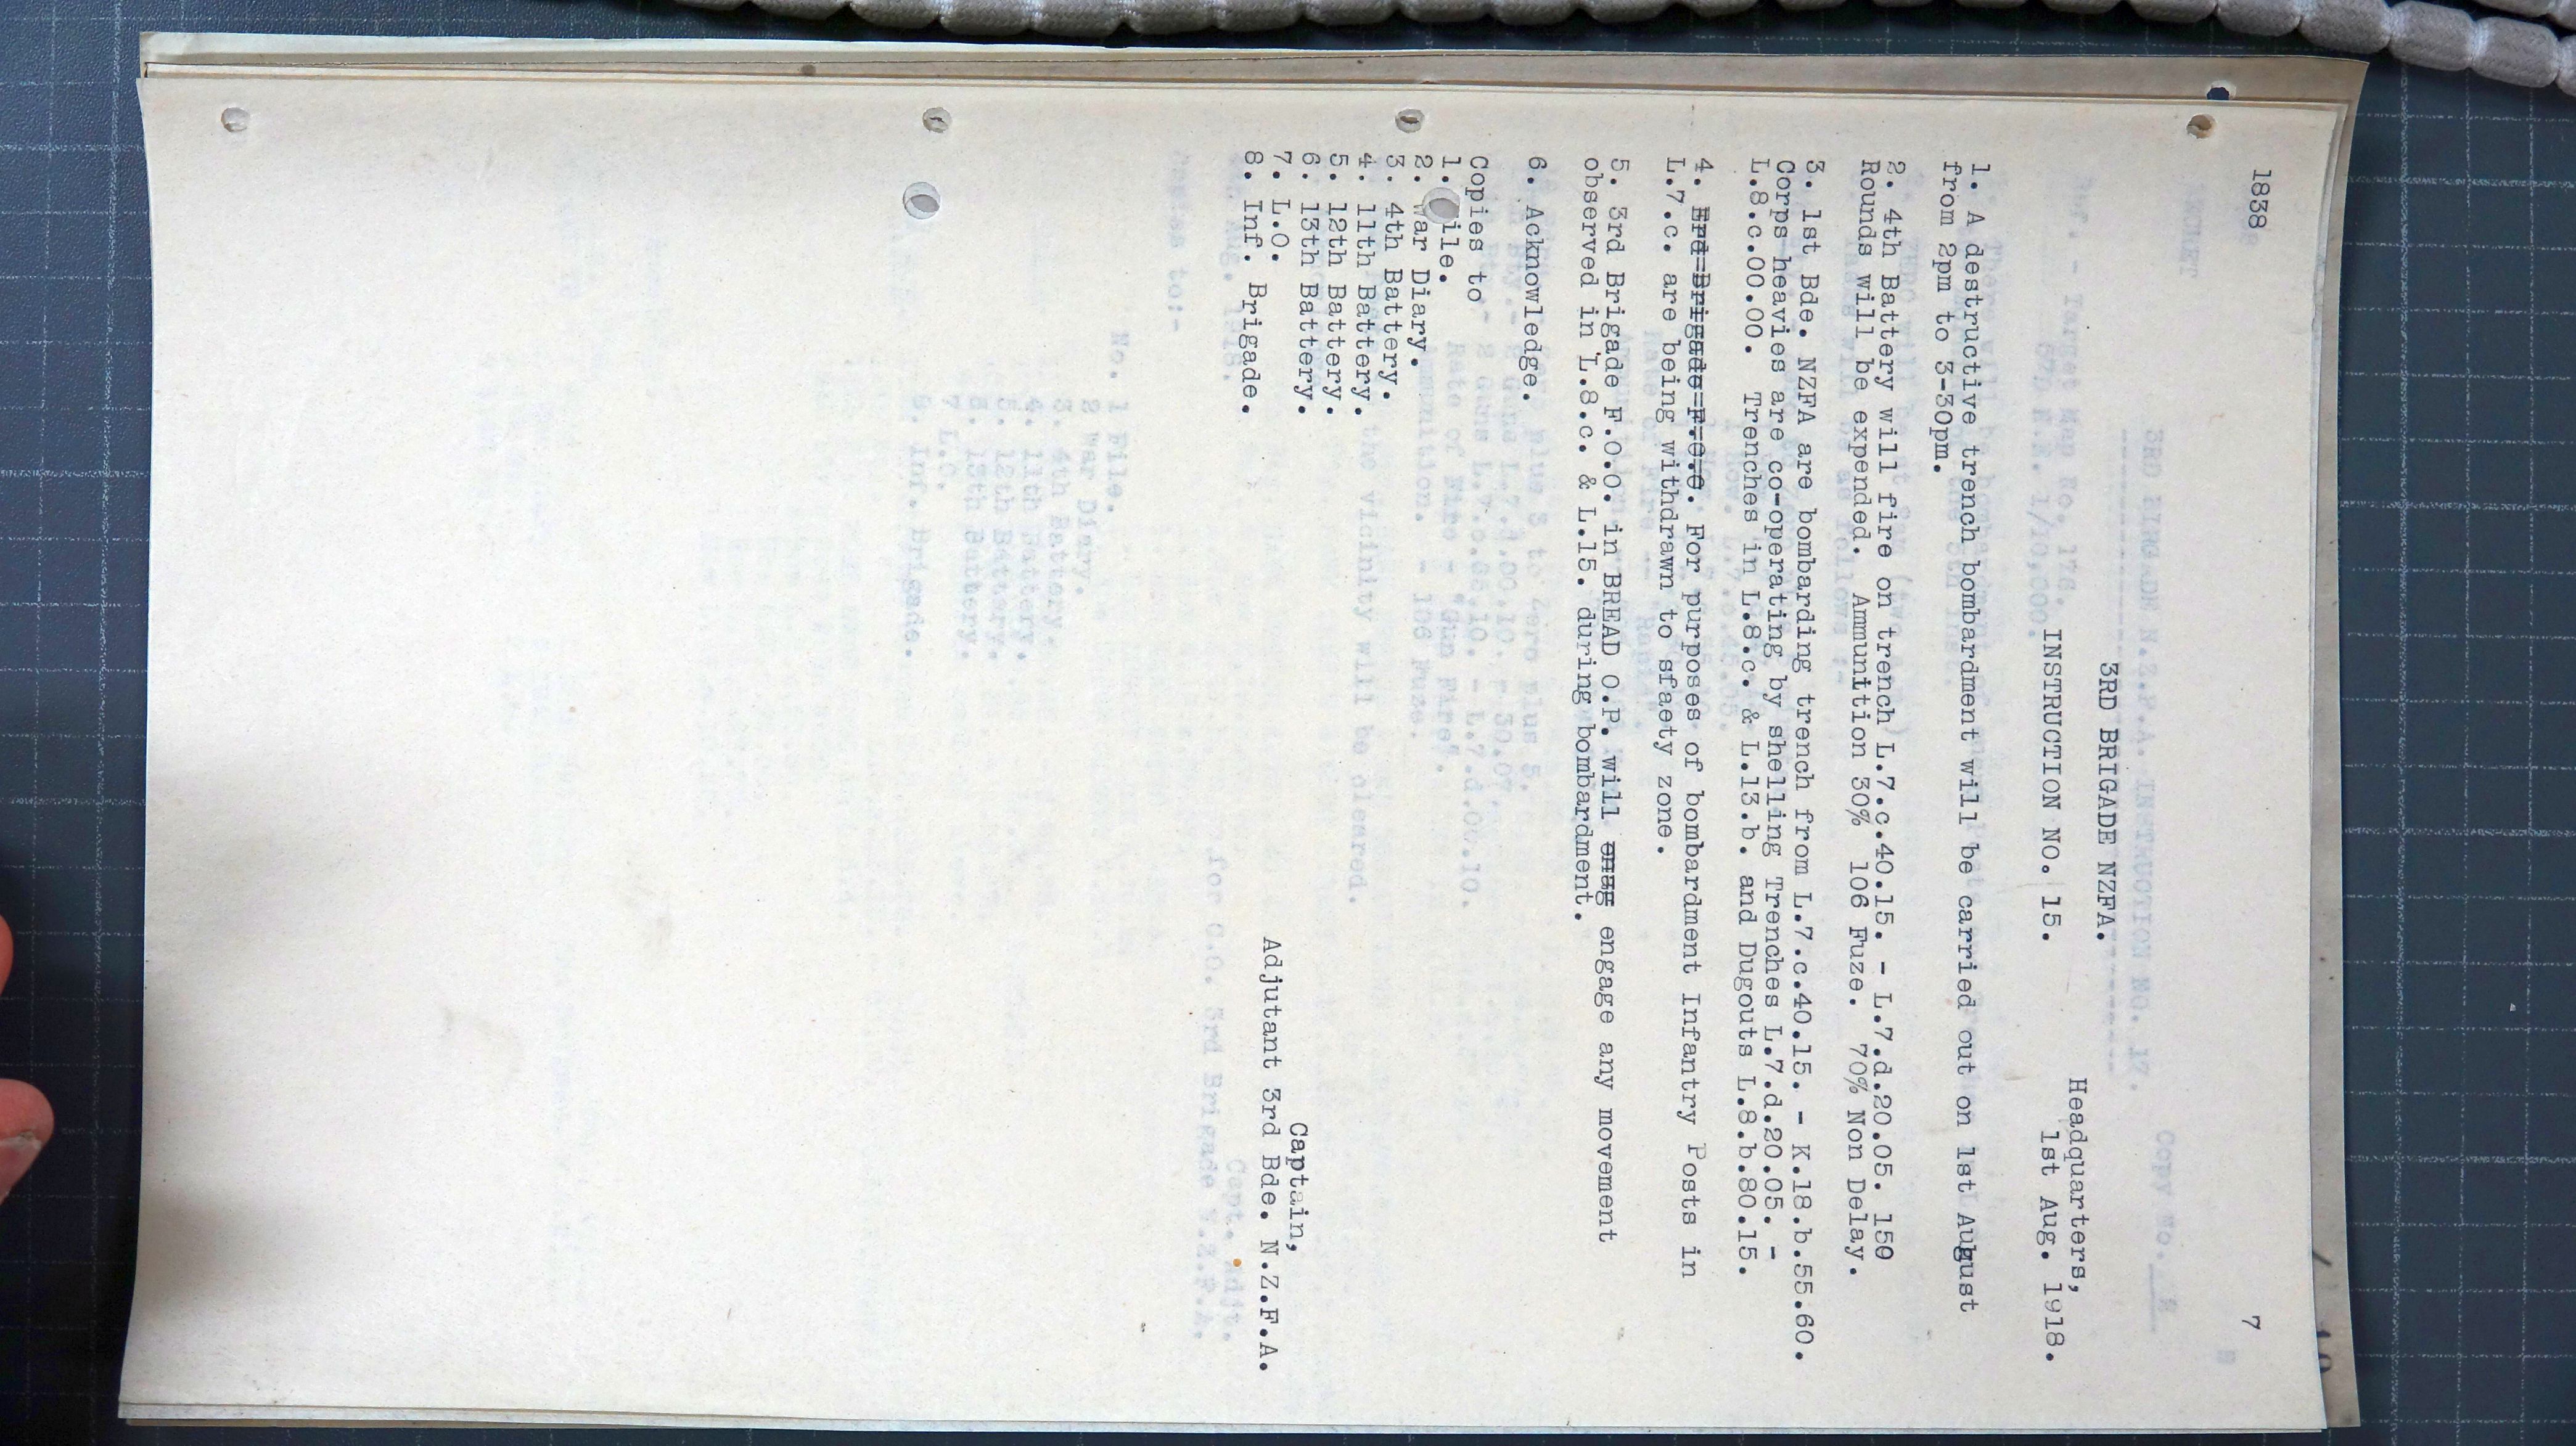 1838
7
3RD BRIGADE NZFA.
Headquarters,
INSTRUCTION NO. 15.
1st Aug. 1918.
1. A destructive trench bombardment will be carried out on 1st August
from 2pm to 3-30pm.
2. 4th Battery will fire on trench L.7.c.40.15. - L.7.d.20.05. 150
Rounds will be expended. Ammunition 30% 106 Fuze. 70% Non Delay.
3. 1st Bde. NZFA are bombarding trench from L.7.c.40.15. - K.18.b.55.60.
Corps heavies are co-operating by shelling Trenches L.7.d.20.05. -
L.8.c.00.00. Trenches in L.8.c. & L.13.b. and Dugouts L.8.b.80.15.
4. For purposes of bombardment Infantry Posts in
L.7.c. are being withdrawn to sfaety zone.
5. 3rd Brigade F.O.O. in BREAD O.P. will enag engage any movement
observed in L.8.c. & L.15. during bombardment.
6. Acknowledge.
Copies to
1. ile.
2. War Diary.
3. 4th Battery.
4. 11th Battery.
5. 12th Battery.
6. 13th Battery.
7. L.O.
8. Inf. Brigade.
Captain,
Adjutant 3rd Bde. N.Z.F.A.